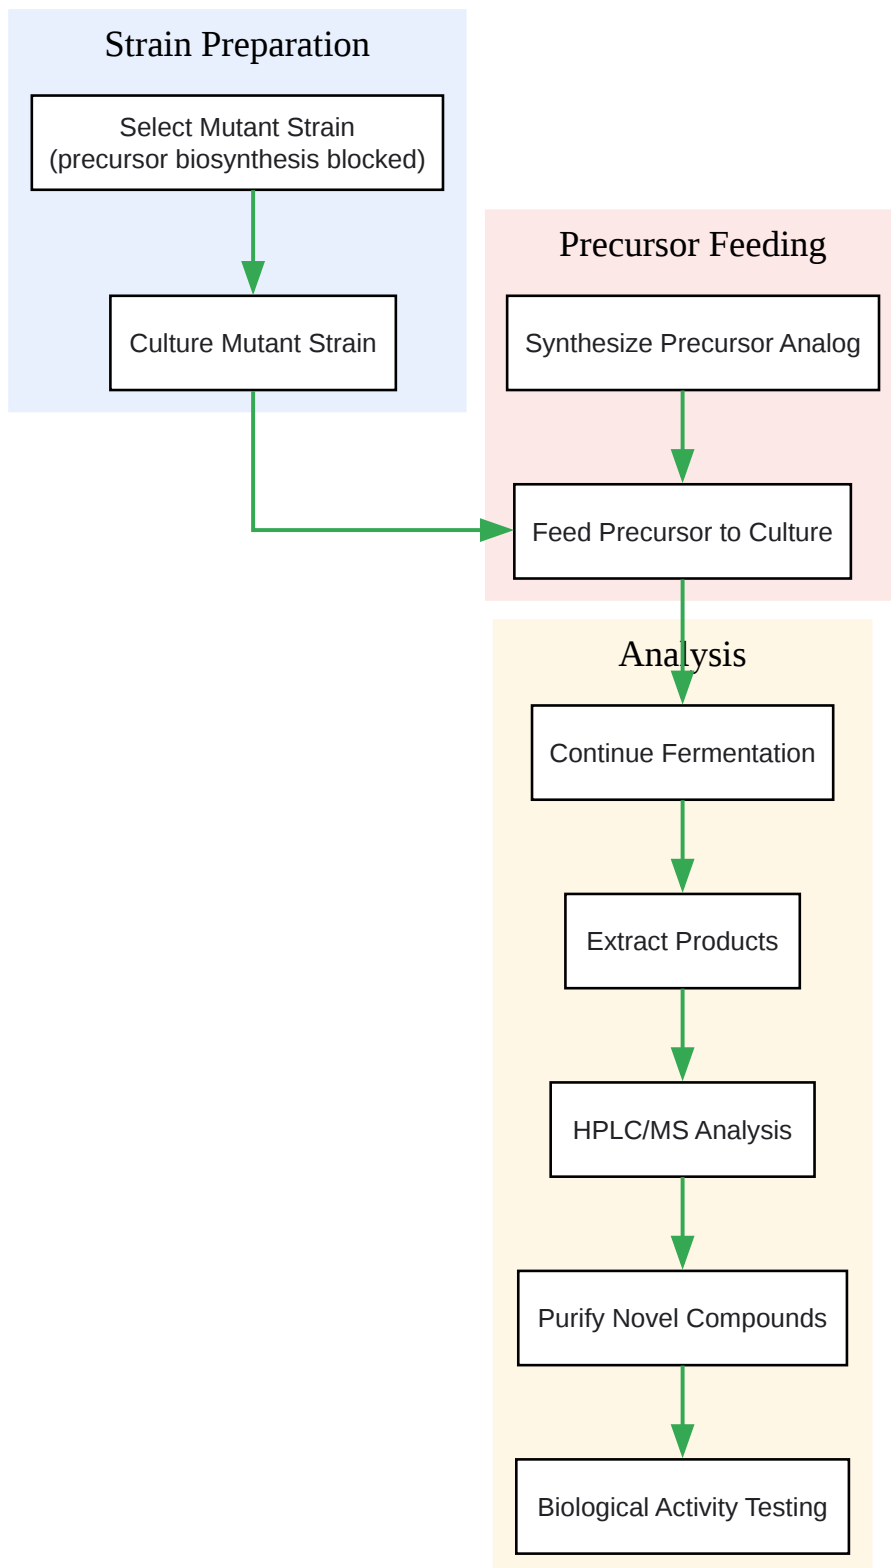 Strain Preparation
Select Mutant Strain
(precursor biosynthesis blocked)
Culture Mutant Strain
Precursor Feeding
Synthesize Precursor Analog
Feed Precursor to Culture
Analysis
Continue Fermentation
Extract Products
HPLC/MS Analysis
Purify Novel Compounds
Biological Activity Testing